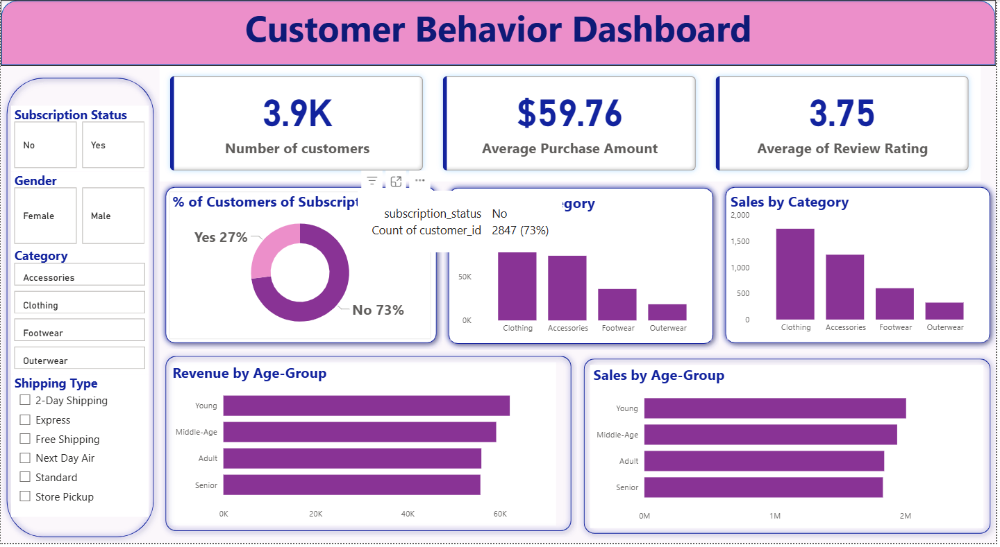 Customer Behavior Dashboard
Subscription Status
No
Yes
Gender
Female
Male
Category
Accessories
Clothing
Footwear
Outerwear
Shipping Type
2-Day Shipping
Express
Free Shipping
Next Day Air
Standard
Store Pickup
3.9K
Number of customers
$59.76
Average Purchase Amount
3.75
Average of Review Rating
% of Customers of Subscript
Yes 27%
No 73%
subscription_status No
Count of customer_id 2847 (73%)
egory
50K
0K
Clothing Accessories Footwear Outerwear
Sales by Category
2,000
1,500
1,000
500
0
Clothing Accessories Footwear Outerwear
Revenue by Age-Group
Young
Middle-Age
Adult
Senior
0K 20K 40K 60K
Sales by Age-Group
Young
Middle-Age
Adult
Senior
0M 1M 2M